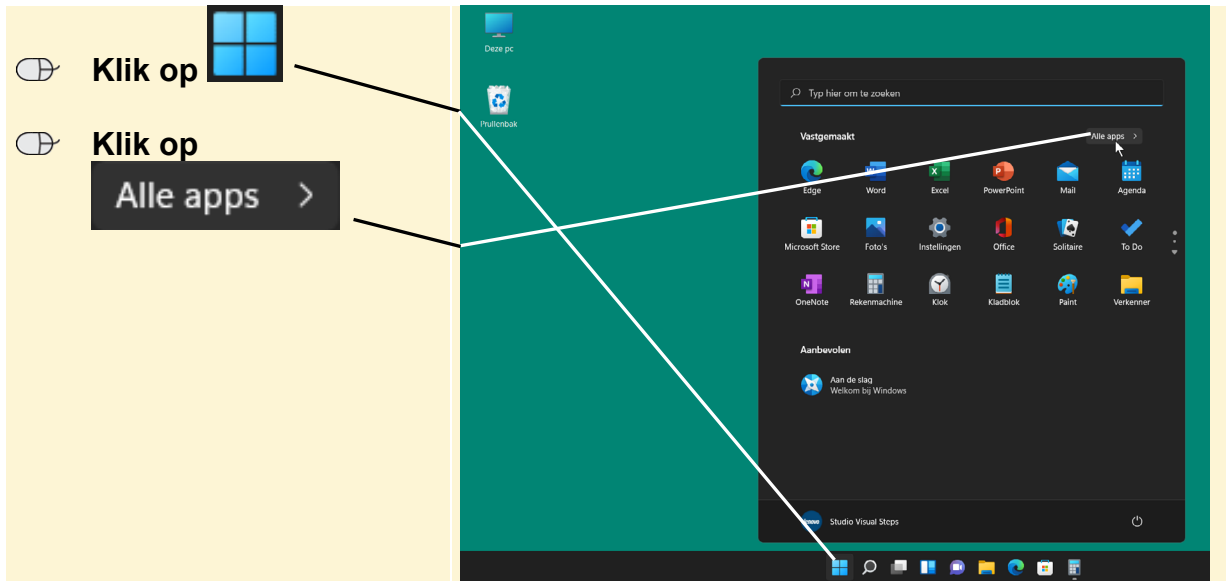 Klik op
Klik op
Alle apps >
Deze pc
Prullenbak
Typ hier om te zoeken
Vastgemaakt
Alle apps >
Edge
Word
Excel
PowerPoint
Mail
Agenda
Microsoft Store
Foto's
Instellingen
Office
Solitaire
To Do
OneNote
Rekenmachine
Klok
Kladblok
Paint
Verkenner
Aanbevolen
Aan de slag
Welkom bij Windows
Studio Visual Steps